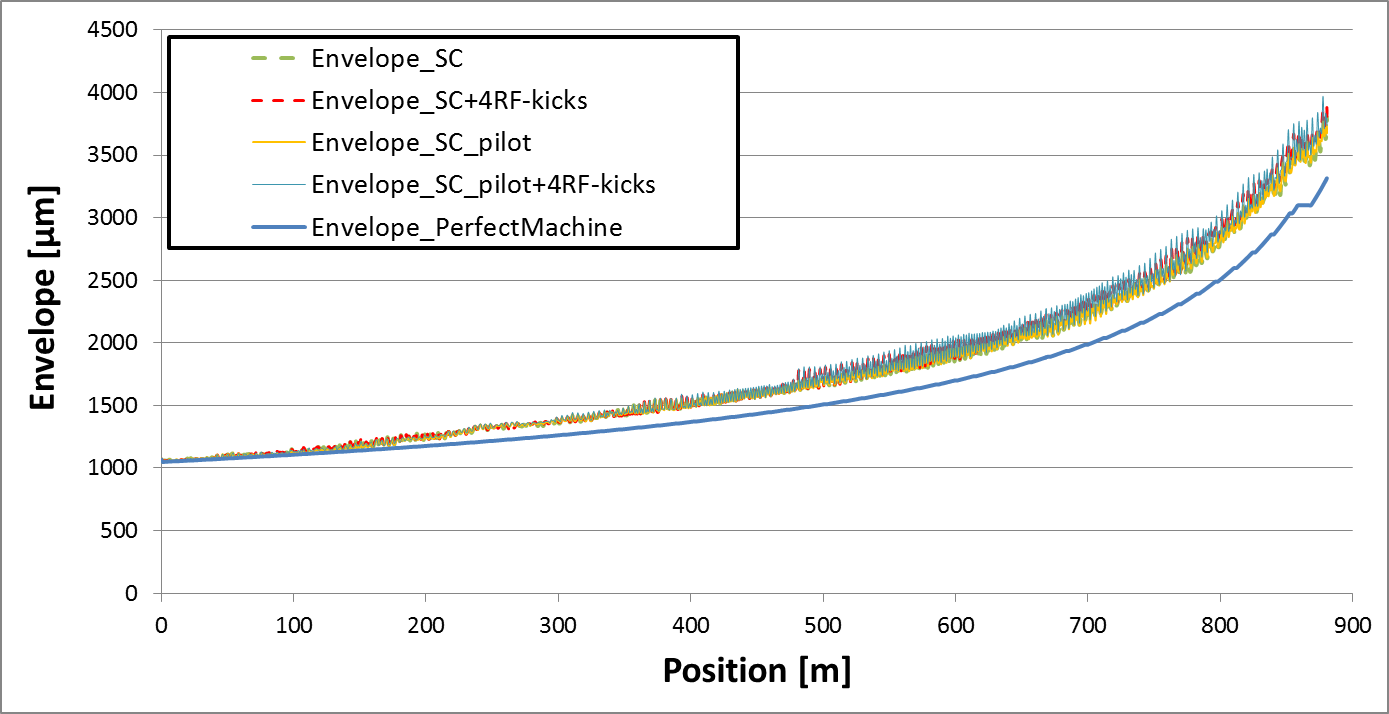 4500
4000
3500
3000
2500
2000
1500
1000
500
0
Envelope [µm]
Envelope_SC
Envelope_SC+4RF-kicks
Envelope_SC_pilot
Envelope_SC_pilot+4RF-kicks
Envelope_PerfectMachine
0 100 200 300 400 500 600 700 800 900
Position [m]